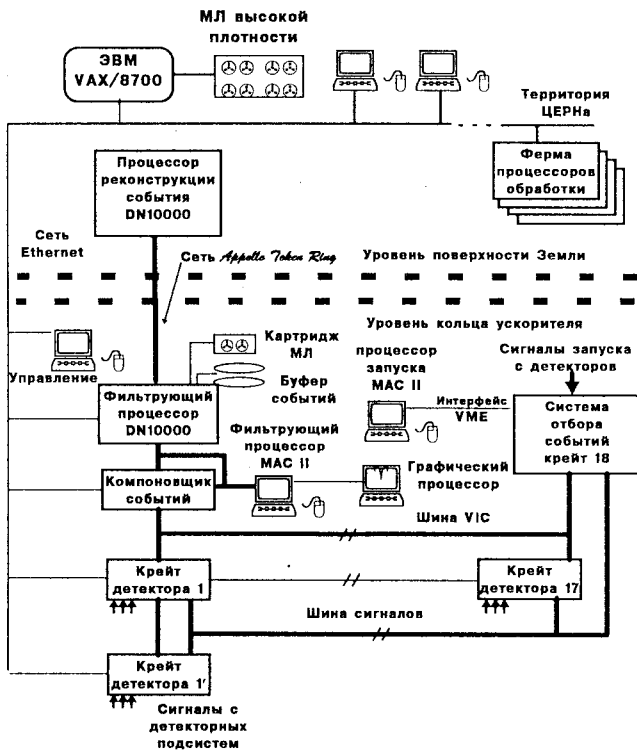 МЛ высокой
плотности
ЭВМ
VAX/8700
Территория
ЦЕРНа
Процессор
реконструкции
события
DN10000
Ферма
процессоров
обработки
Сеть
Ethernet
Сеть Appollo Token Ring
Уровень поверхности Земли
Уровень кольца ускорителя
Картридж
МЛ
процессор
запуска
MAC II
Сигналы запуска
с детекторов
Управление
Буфер
событий
Фильтрующий
процессор
DN10000
Интерфейс
VME
Система
отбора
событий
крейт 18
Фильтрующий
процессор
MAC II
Графический
процессор
Компоновщик
событий
Шина VIC
Крейт
детектора 1
Крейт
детектора 17
Шина сигналов
Крейт
детектора 1'
Сигналы с
детекторных
подсистем